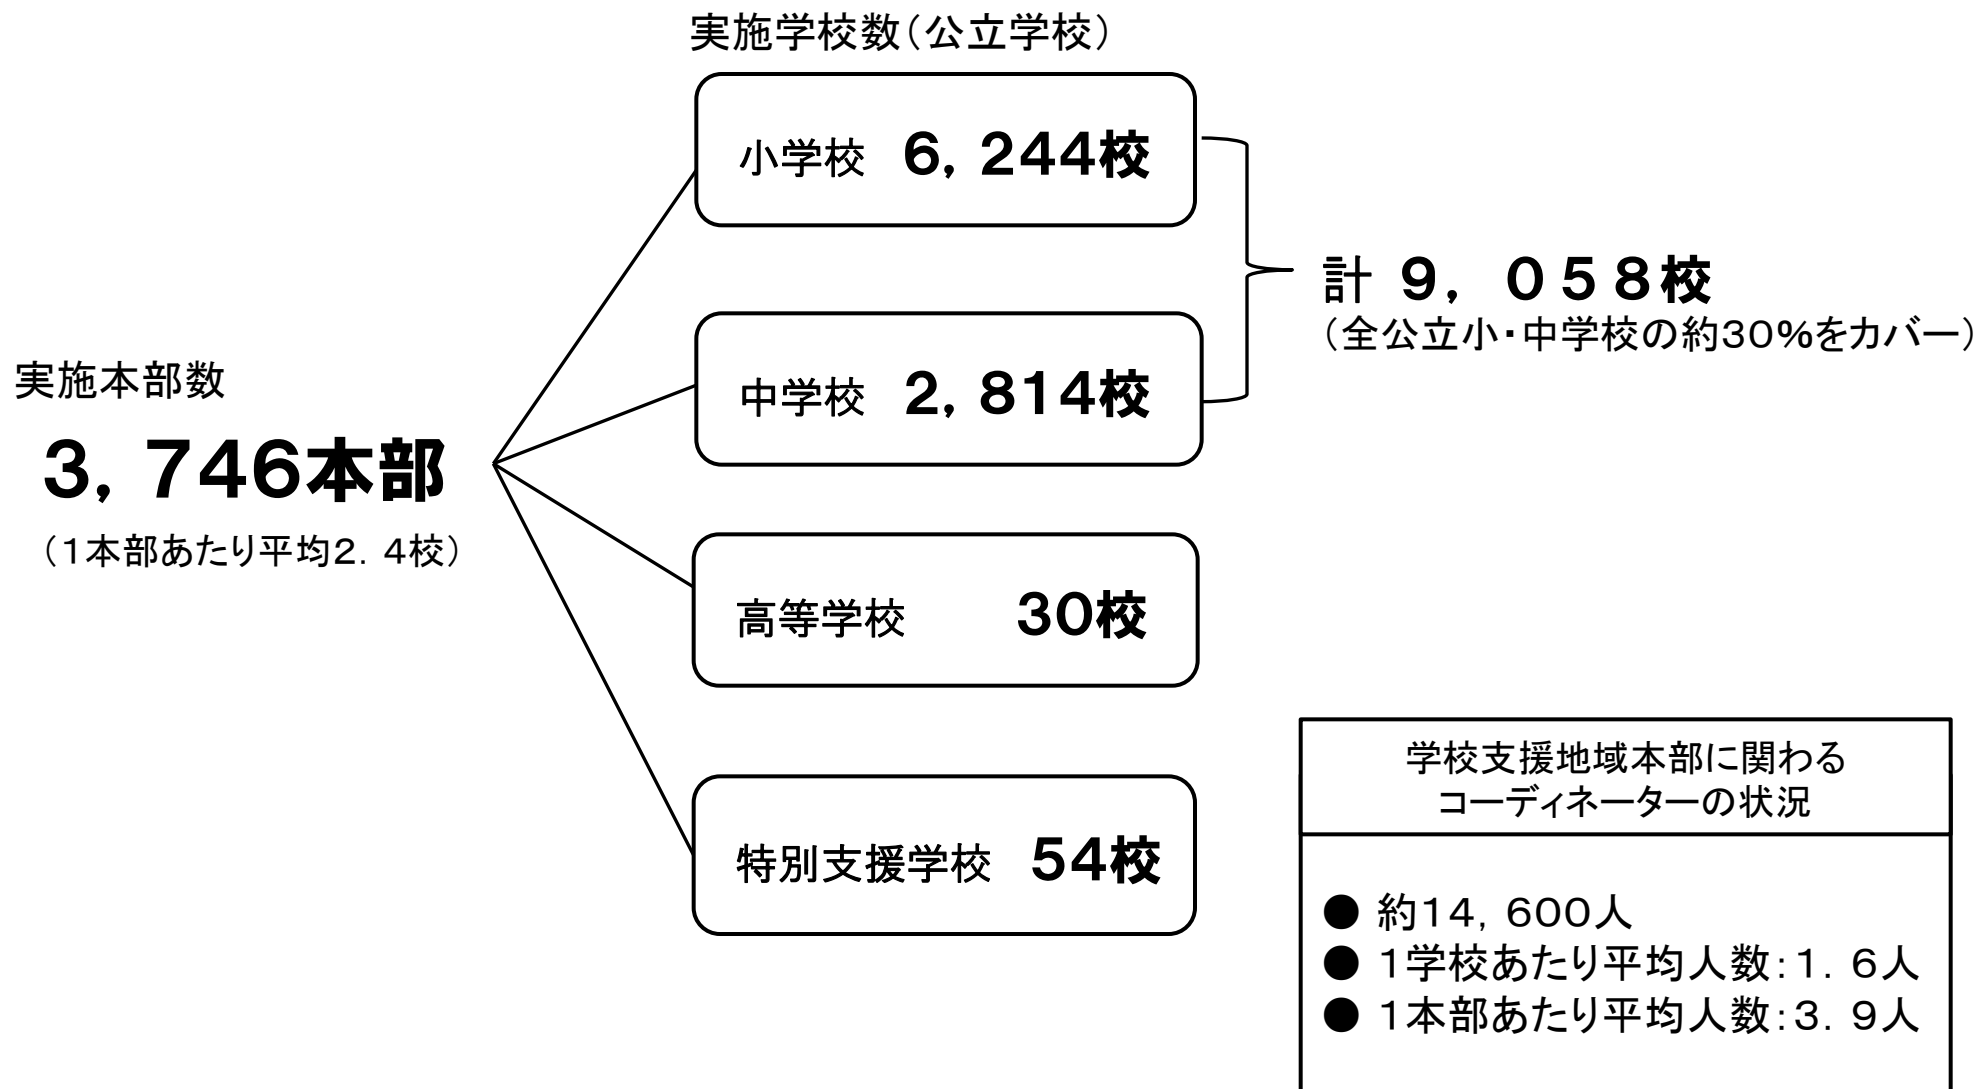 実施学校数(公立学校)
小学校 6,244校
計 9,058校
(全公立小・中学校の約30%をカバー)
中学校 2,814校
実施本部数
3,746本部
(1本部あたり平均2.4校)
高等学校 30校
特別支援学校 54校
学校支援地域本部に関わる
コーディネーターの状況
● 約14,600人
● 1学校あたり平均人数:1.6人
● 1本部あたり平均人数:3.9人